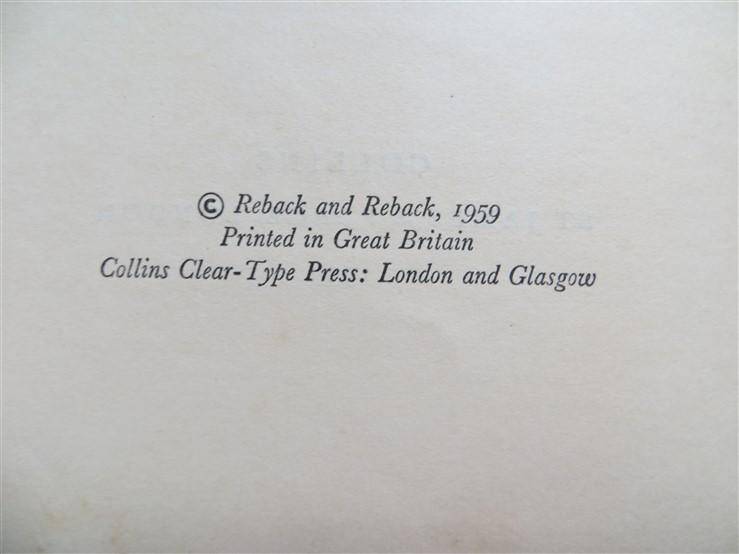 © Reback and Reback, 1959
Printed in Great Britain
Collins Clear-Type Press: London and Glasgow